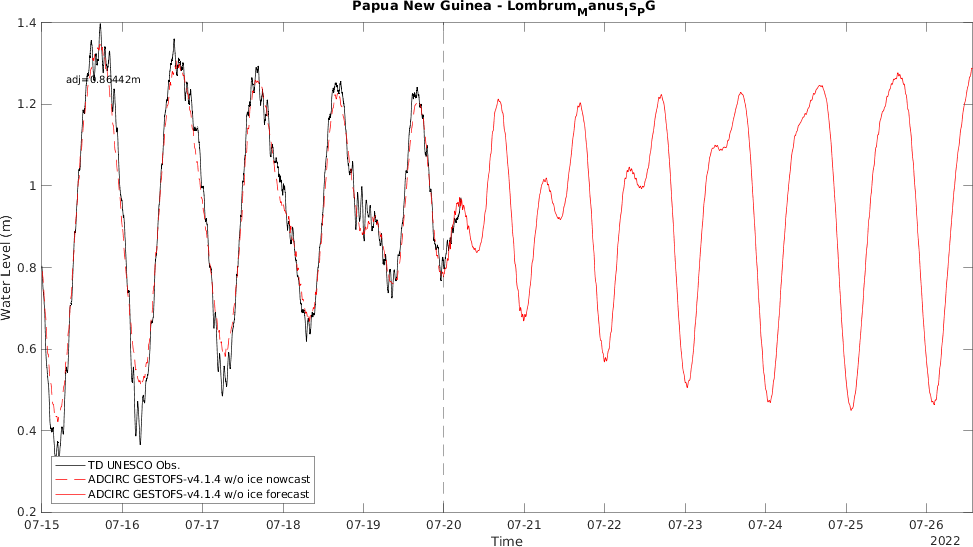 Papua New Guinea - LombrumManusIsPG
adj=0.86442m
1.4
1.2
1
0.8
0.6
0.4
0.2
Water Level (m)
TD UNESCO Obs.
ADCIRC GESTOFS-v4.1.4 w/o ice nowcast
ADCIRC GESTOFS-v4.1.4 w/o ice forecast
07-15 07-16 07-17 07-18 07-19 07-20 07-21 07-22 07-23 07-24 07-25 07-26
Time
2022